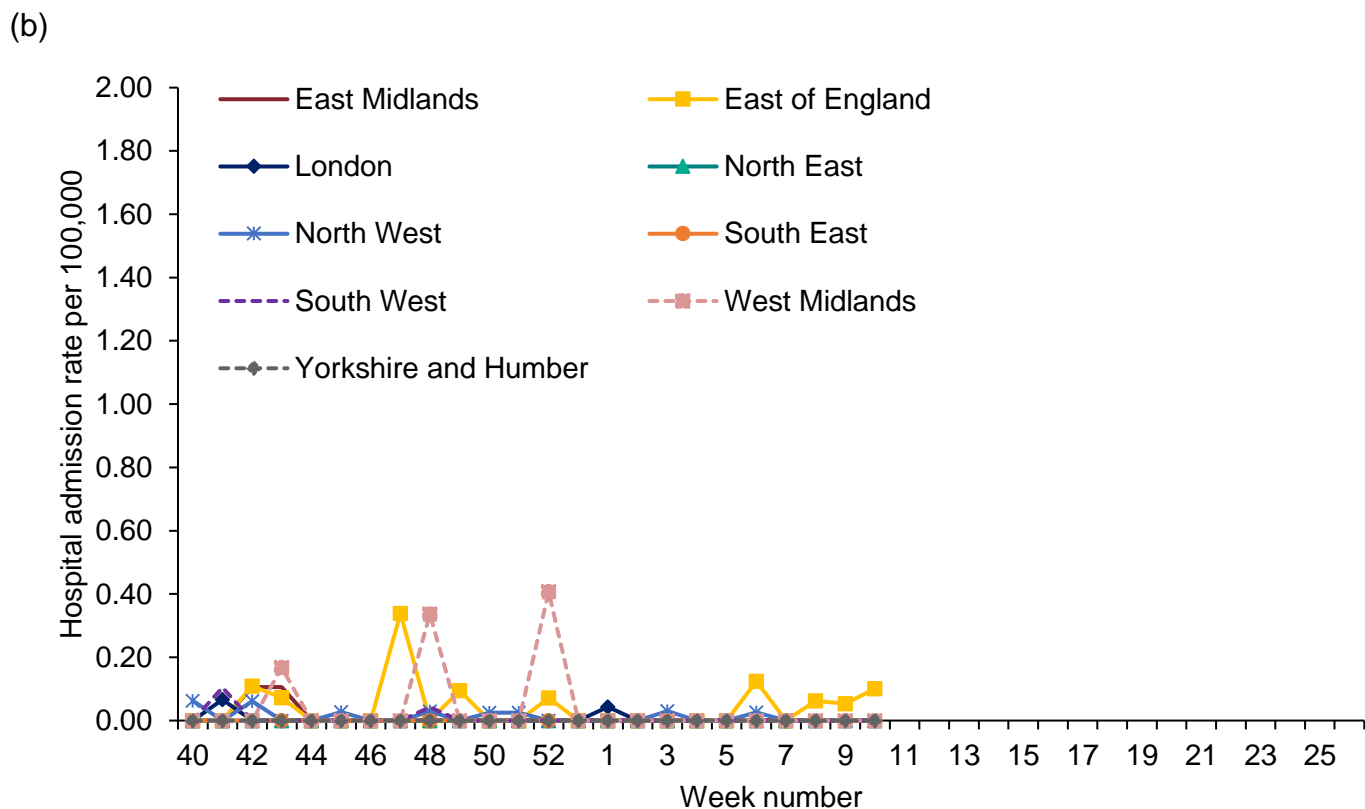 (b)
Hospital admission rate per 100,000
2.00
1.80
1.60
1.40
1.20
1.00
0.80
0.60
0.40
0.20
0.00
East Midlands East of England
London North East
North West South East
South West West Midlands
Yorkshire and Humber
40 42 44 46 48 50 52 1 3 5 7 9 11 13 15 17 19 21 23 25
Week number